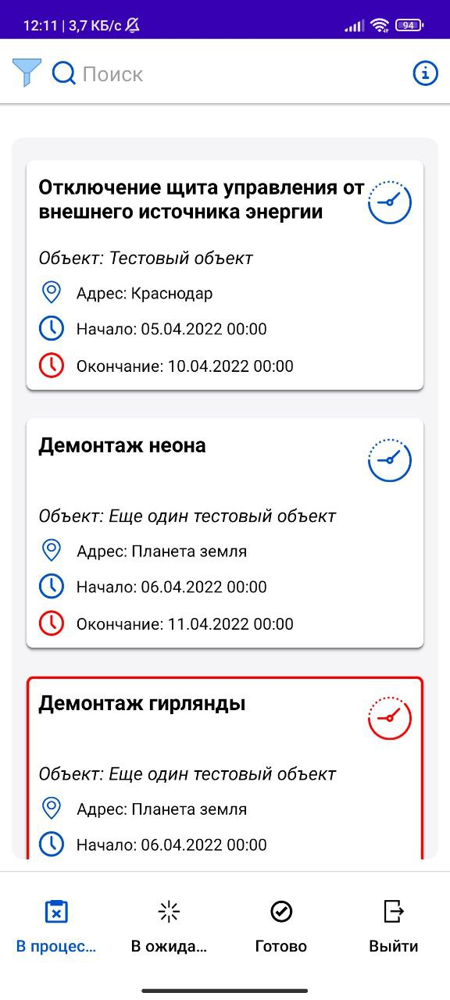 12:11 | 3,7 КБ/с
94
Поиск
Отключение щита управления от
внешнего источника энергии
Объект: Тестовый объект
Адрес: Краснодар
Начало: 05.04.2022 00:00
Окончание: 10.04.2022 00:00
Демонтаж неона
Объект: Еще один тестовый объект
Адрес: Планета земля
Начало: 06.04.2022 00:00
Окончание: 11.04.2022 00:00
Демонтаж гирлянды
Объект: Еще один тестовый объект
Адрес: Планета земля
Начало: 06.04.2022 00:00
В процес...
В ожида...
Готово
Выйти